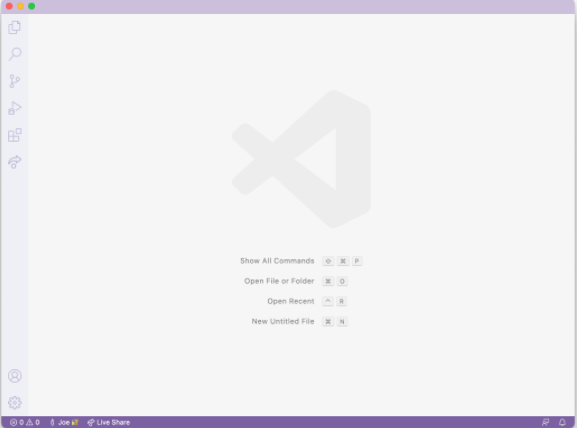 Show All Commands ⇧ ⌘ P
Open File or Folder ⌘ O
Open Recent ^ R
New Untitled File ⌘ N
0 0 Joe Live Share